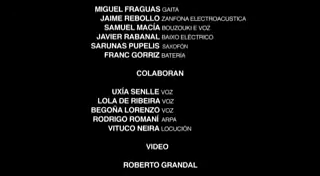 MIGUEL FRAGUAS GAITA
JAIME REBOLLO ZANFONA ELECTROACUSTICA
SAMUEL MACÍA BOUZOUKI E VOZ
JAVIER RABANAL BAIXO ELÉCTRICO
SARUNAS PUPELIS SAXOFÓN
FRANC GORRIZ BATERÍA
COLABORAN
UXÍA SENLLE VOZ
LOLA DE RIBEIRA VOZ
BEGOÑA LORENZO VOZ
RODRIGO ROMANÍ ARPA
VITUCO NEIRA LOCUCIÓN
VIDEO
ROBERTO GRANDAL